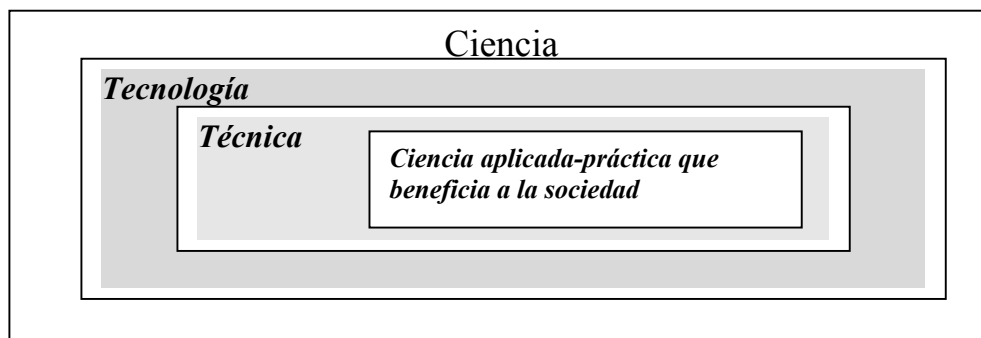 Ciencia
Tecnología
Técnica
Ciencia aplicada-práctica que
beneficia a la sociedad